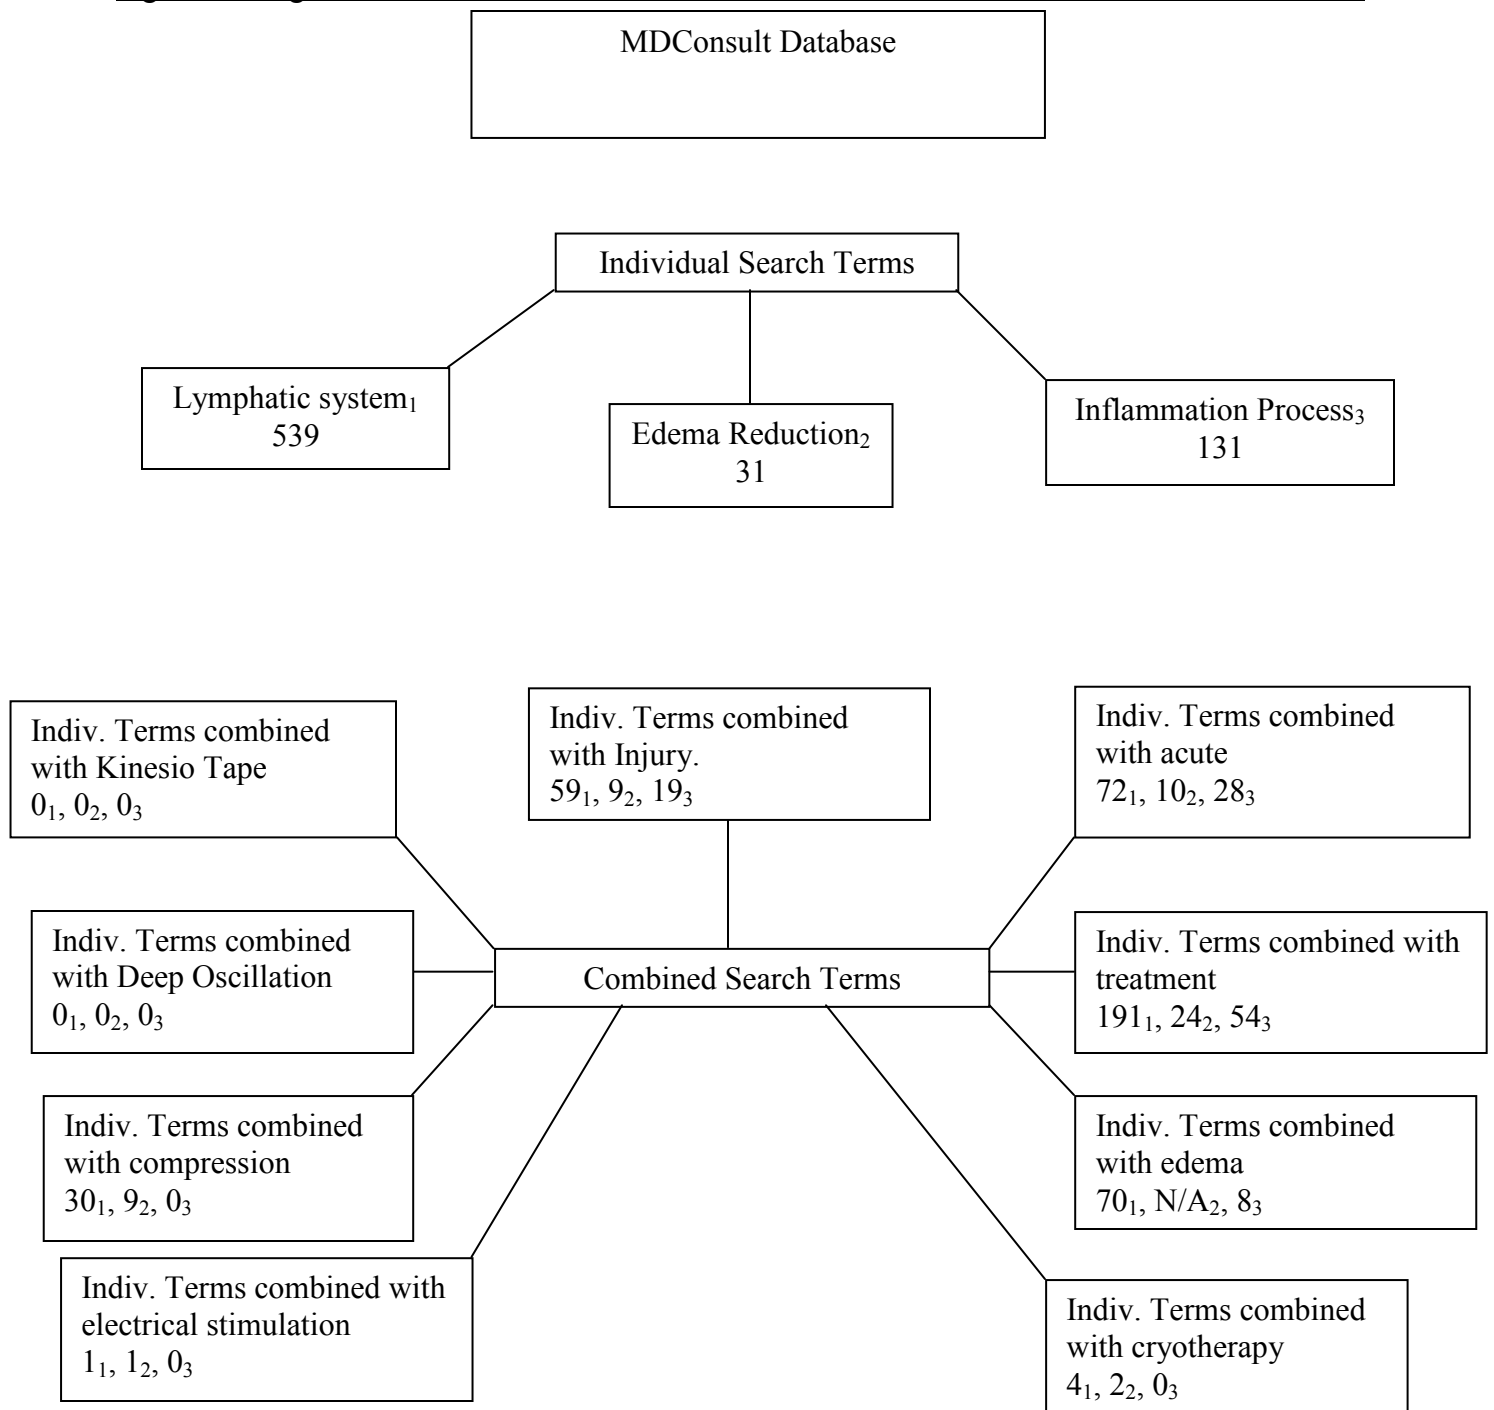 MDConsult Database
Individual Search Terms
Lymphatic system₁
539
Edema Reduction₂
31
Inflammation Process₃
131
Indiv. Terms combined
with Kinesio Tape
0₁, 0₂, 0₃
Indiv. Terms combined
with Injury.
59₁, 9₂, 19₃
Indiv. Terms combined
with acute
72₁, 10₂, 28₃
Indiv. Terms combined
with Deep Oscillation
0₁, 0₂, 0₃
Combined Search Terms
Indiv. Terms combined with
treatment
191₁, 24₂, 54₃
Indiv. Terms combined
with compression
30₁, 9₂, 0₃
Indiv. Terms combined
with edema
70₁, N/A₂, 8₃
Indiv. Terms combined with
electrical stimulation
1₁, 1₂, 0₃
Indiv. Terms combined
with cryotherapy
4₁, 2₂, 0₃